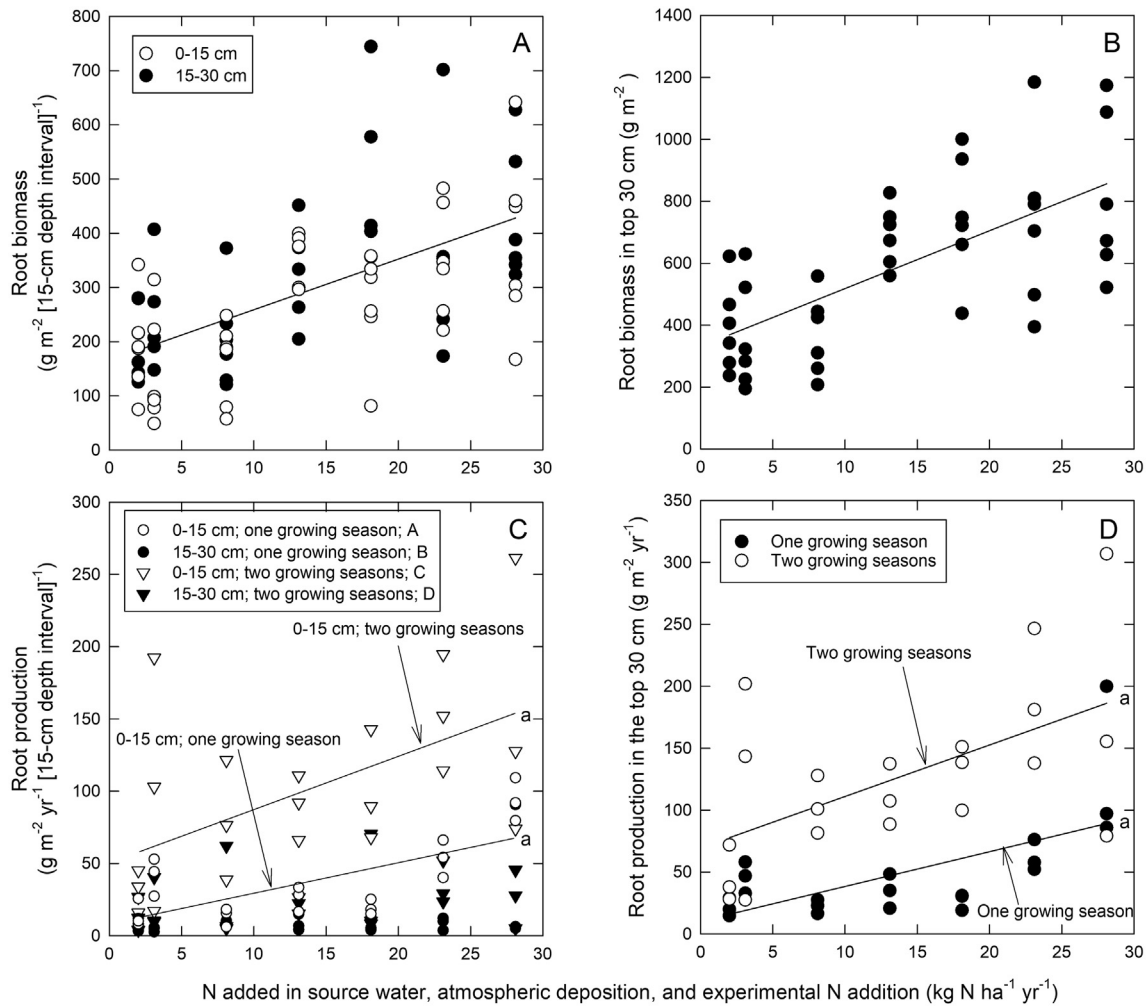 A
0-15 cm
15-30 cm
Root biomass
(g m⁻² [15-cm depth interval]⁻¹
800
700
600
500
400
300
200
100
0
0 5 10 15 20 25 30
B
Root biomass in top 30 cm (g m⁻² )
1400
1200
1000
800
600
400
200
0
0 5 10 15 20 25 30
C
0-15 cm; one growing season; A
15-30 cm; one growing season; B
0-15 cm; two growing seasons; C
15-30 cm; two growing seasons; D
0-15 cm; two growing seasons
0-15 cm; one growing season
a
a
Root production
(g m⁻² yr⁻¹ [15-cm depth interval]⁻¹
300
250
200
150
100
50
0
0 5 10 15 20 25 30
D
One growing season
Two growing seasons
Two growing seasons
a
a
One growing season
Root production in the top 30 cm (g m⁻² yr⁻¹)
350
300
250
200
150
100
50
0
0 5 10 15 20 25 30
N added in source water, atmospheric deposition, and experimental N addition (kg N ha⁻¹ yr⁻¹)